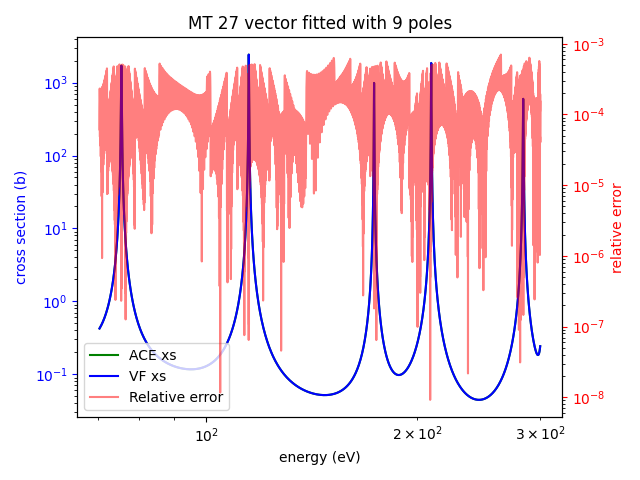 MT 27 vector fitted with 9 poles
cross section (b)
10³
10²
10¹
10⁰
10⁻¹
10⁻³
10⁻⁴
10⁻⁵
10⁻⁶
10⁻⁷
10⁻⁸
relative error
ACE xs
VF xs
Relative error
10²
2 × 10²
3 × 10²
energy (eV)